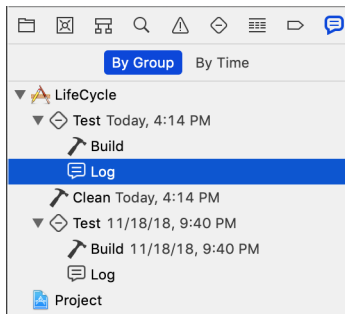 By Group By Time
LifeCycle
Test Today, 4:14 PM
Build
Log
Clean Today, 4:14 PM
Test 11/18/18, 9:40 PM
Build 11/18/18, 9:40 PM
Log
Project